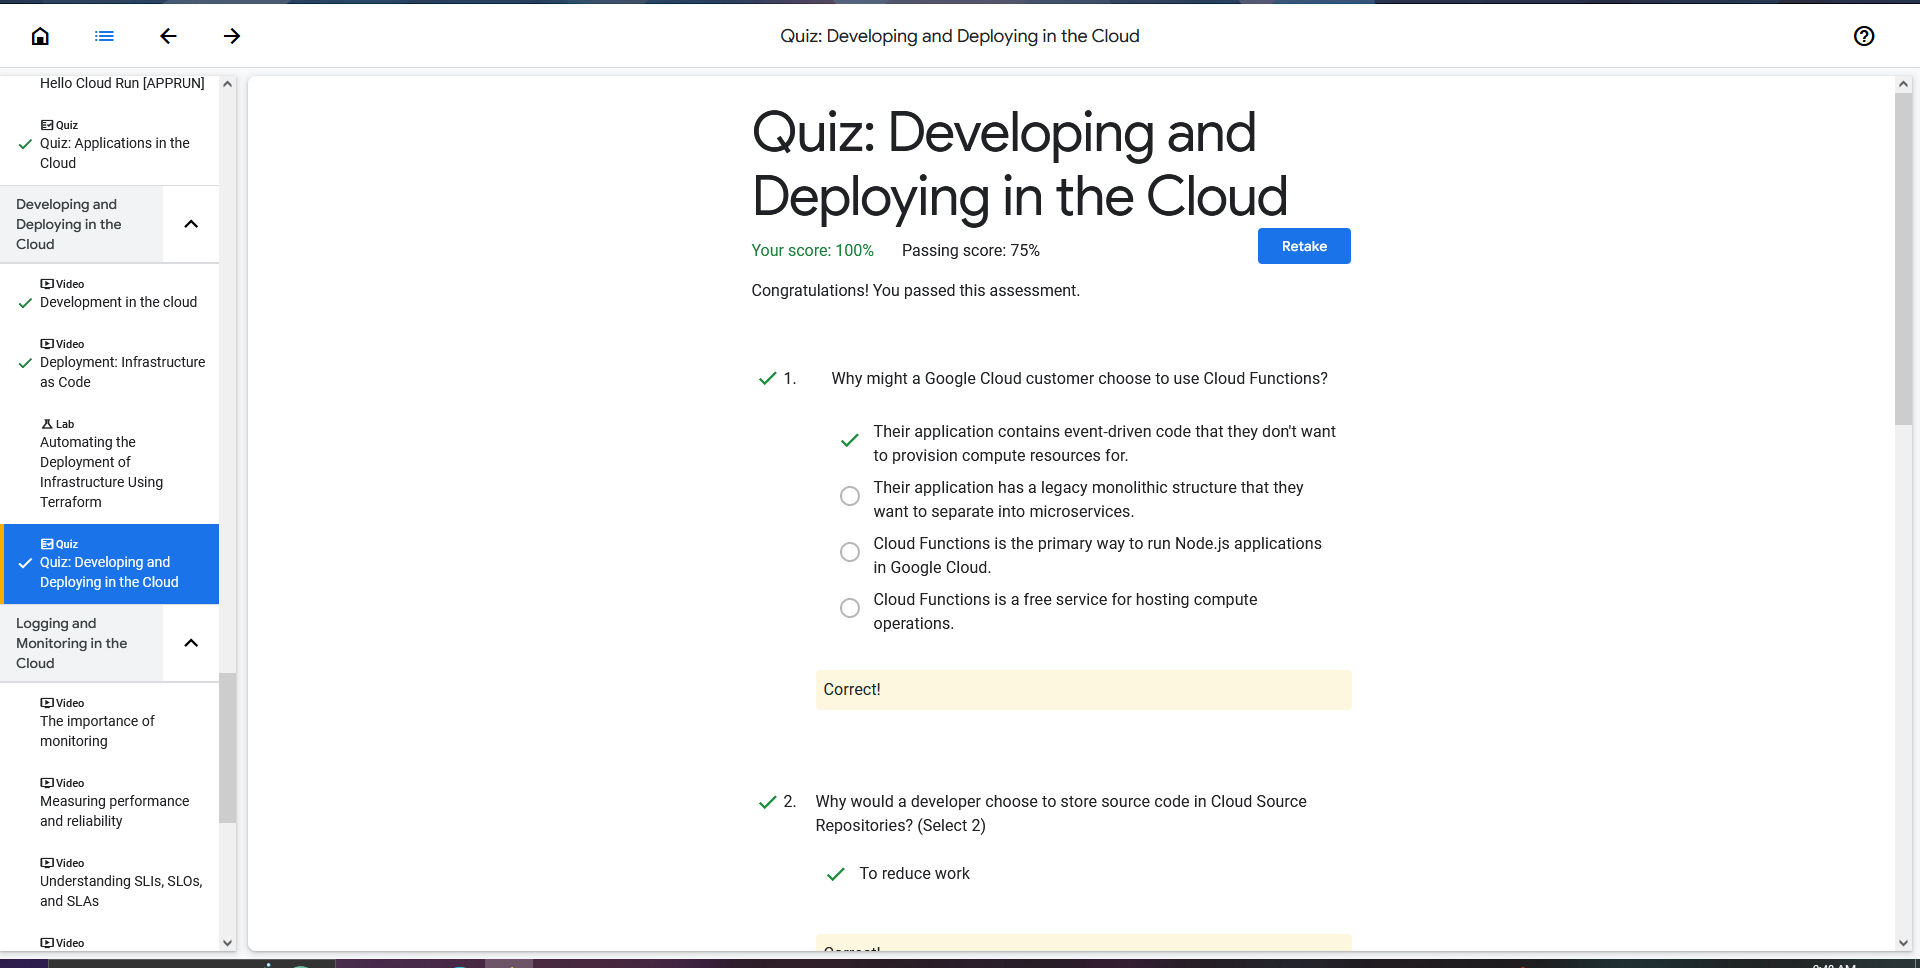 Quiz: Developing and Deploying in the Cloud
Hello Cloud Run [APPRUN]
Quiz
Quiz: Applications in the
Cloud
Developing and
Deploying in the
Cloud
Video
Development in the cloud
Video
Deployment: Infrastructure
as Code
Lab
Automating the
Deployment of
Infrastructure Using
Terraform
Quiz
Quiz: Developing and
Deploying in the Cloud
Logging and
Monitoring in the
Cloud
Video
The importance of
monitoring
Video
Measuring performance
and reliability
Video
Understanding SLIs, SLOs,
and SLAs
Video
Quiz: Developing and
Deploying in the Cloud
Your score: 100% Passing score: 75%
Retake
Congratulations! You passed this assessment.
1. Why might a Google Cloud customer choose to use Cloud Functions?
Their application contains event-driven code that they don't want
to provision compute resources for.
Their application has a legacy monolithic structure that they
want to separate into microservices.
Cloud Functions is the primary way to run Node.js applications
in Google Cloud.
Cloud Functions is a free service for hosting compute
operations.
Correct!
2. Why would a developer choose to store source code in Cloud Source
Repositories? (Select 2)
To reduce work
Correct!